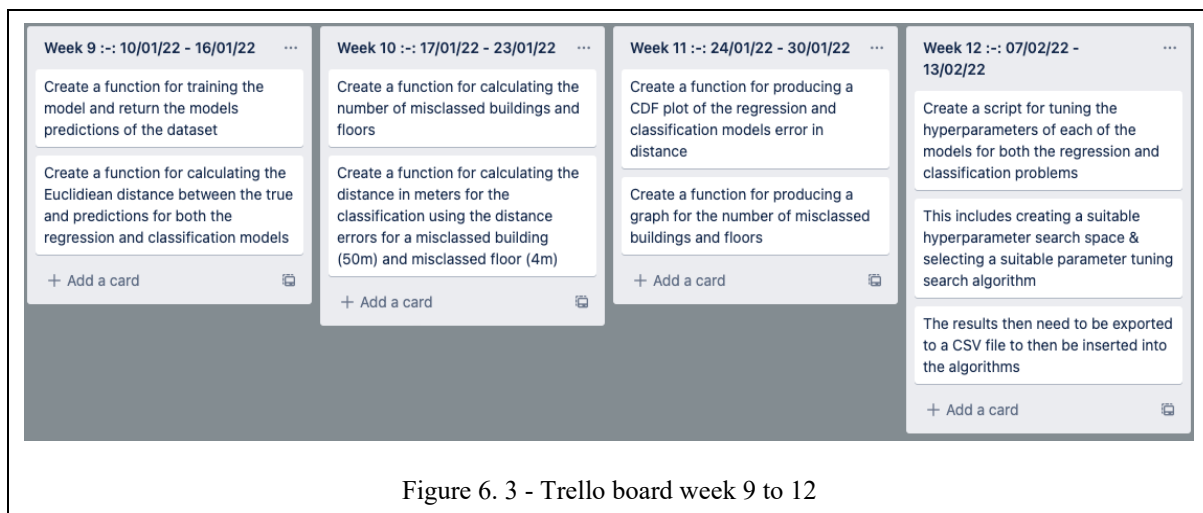 Week 9 :-: 10/01/22 - 16/01/22
Create a function for training the
model and return the models
predictions of the dataset
Create a function for calculating the
Euclidiean distance between the true
and predictions for both the
regression and classification models
+ Add a card
Week 10 :-: 17/01/22 - 23/01/22
Create a function for calculating the
number of misclassed buildings and
floors
Create a function for calculating the
distance in meters for the
classification using the distance
errors for a misclassed building
(50m) and misclassed floor (4m)
+ Add a card
Week 11 :-: 24/01/22 - 30/01/22
Create a function for producing a
CDF plot of the regression and
classification models error in
distance
Create a function for producing a
graph for the number of misclassed
buildings and floors
+ Add a card
Week 12 :-: 07/02/22 -
13/02/22
Create a script for tuning the
hyperparameters of each of the
models for both the regression and
classification problems
This includes creating a suitable
hyperparameter search space &
selecting a suitable parameter tuning
search algorithm
The results then need to be exported
to a CSV file to then be inserted into
the algorithms
+ Add a card
Figure 6. 3 - Trello board week 9 to 12